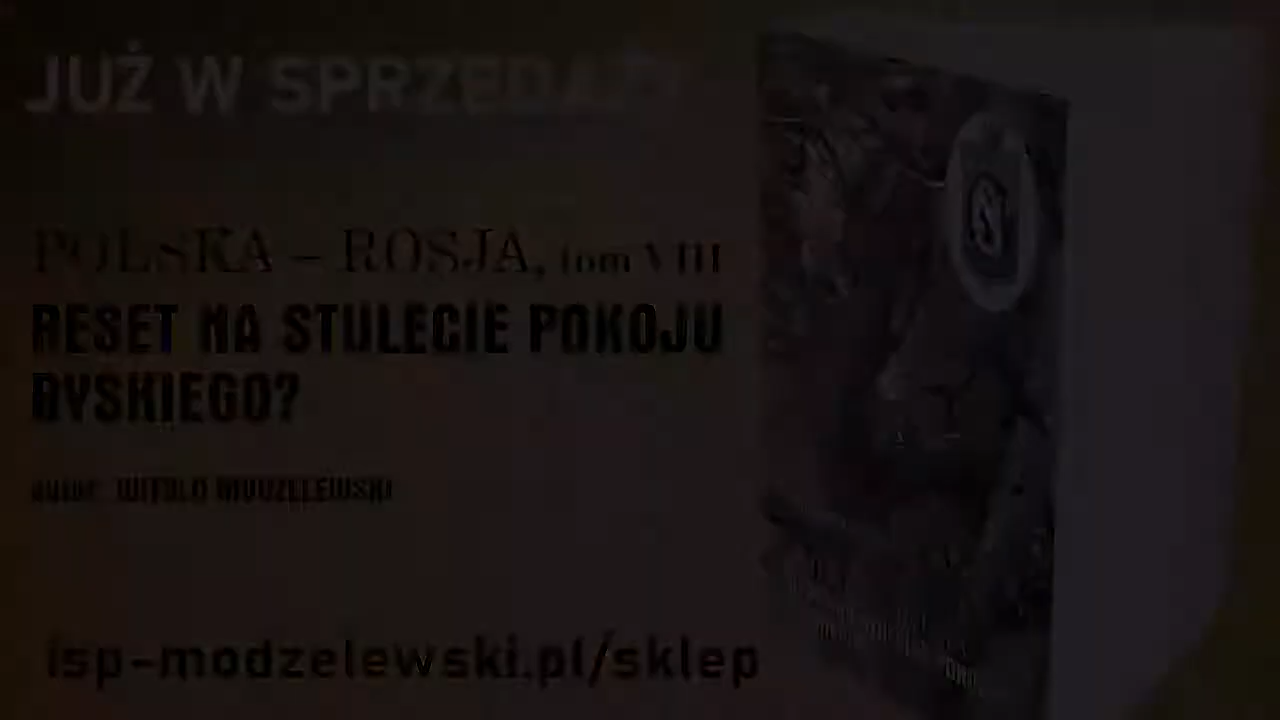 JUŻ W SPRZEDAŻY
POLSKA – ROSJA, tom VIII
RESET NA STULECIE POKOJU
RYSKIEGO?
autor: WITOLD MODZELEWSKI
isp-modzelewski.pl/sklep